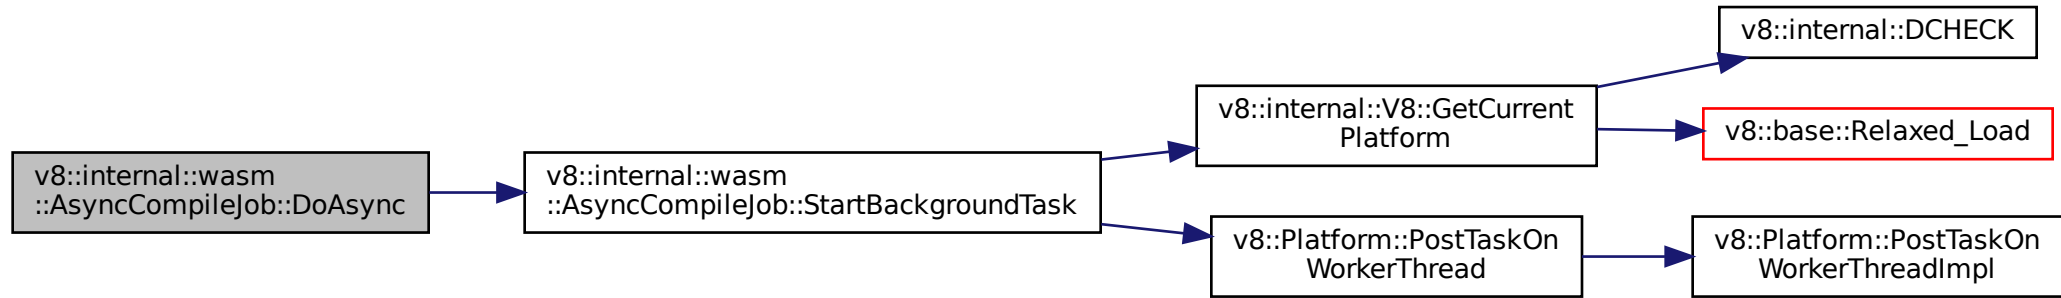 v8::internal::wasm
::AsyncCompileJob::DoAsync
v8::internal::wasm
::AsyncCompileJob::StartBackgroundTask
v8::internal::V8::GetCurrent
Platform
v8::internal::DCHECK
v8::base::Relaxed_Load
v8::Platform::PostTaskOn
WorkerThread
v8::Platform::PostTaskOn
WorkerThreadImpl